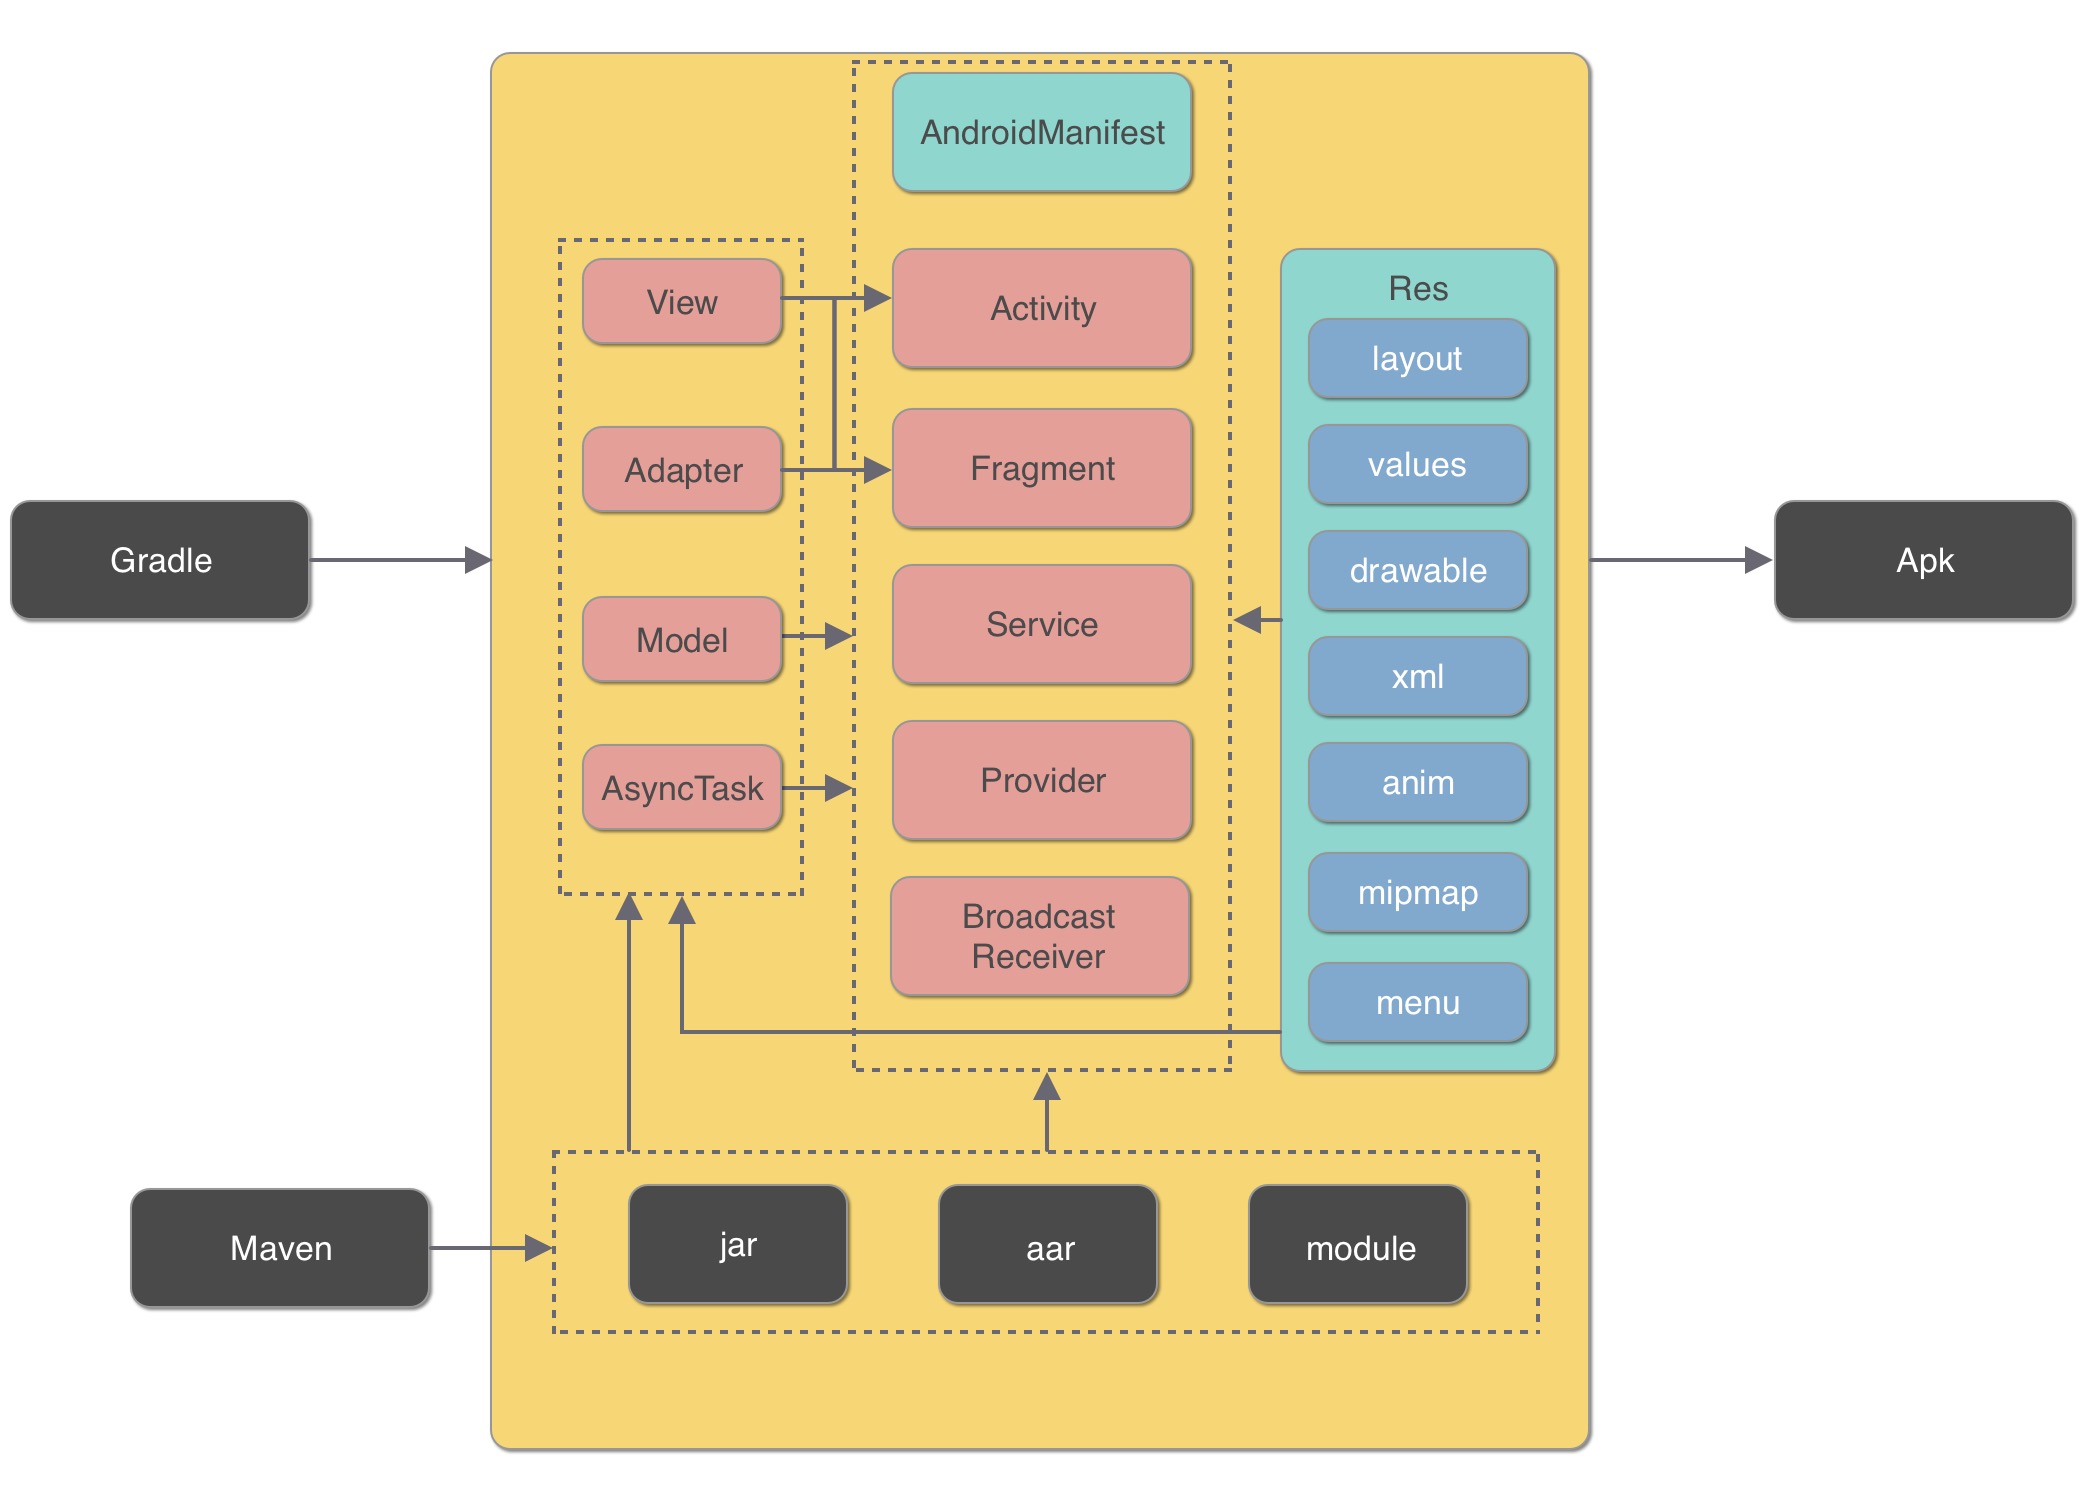 AndroidManifest
View
Adapter
Model
AsyncTask
Activity
Fragment
Service
Provider
Broadcast
Receiver
Res
layout
values
drawable
xml
anim
mipmap
menu
Gradle
Apk
Maven
jar
aar
module